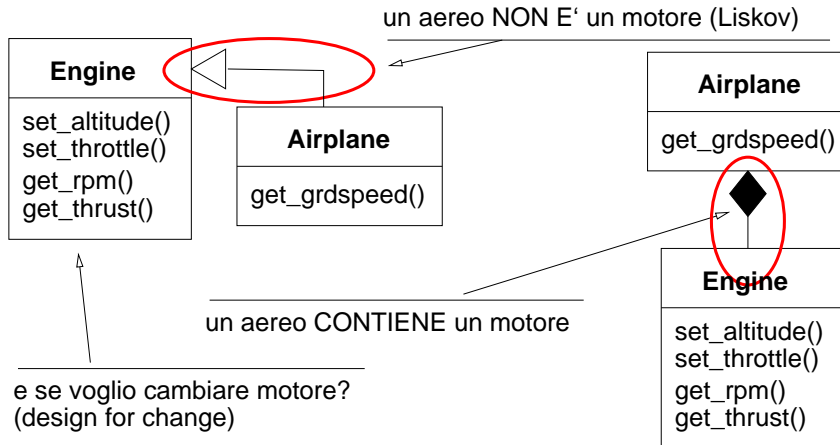 un aereo NON E‘ un motore (Liskov)
Engine
set_altitude()
set_throttle()
get_rpm()
get_thrust()
Airplane
get_grdspeed()
Airplane
get_grdspeed()
un aereo CONTIENE un motore
Engine
set_altitude()
set_throttle()
get_rpm()
get_thrust()
e se voglio cambiare motore?
(design for change)